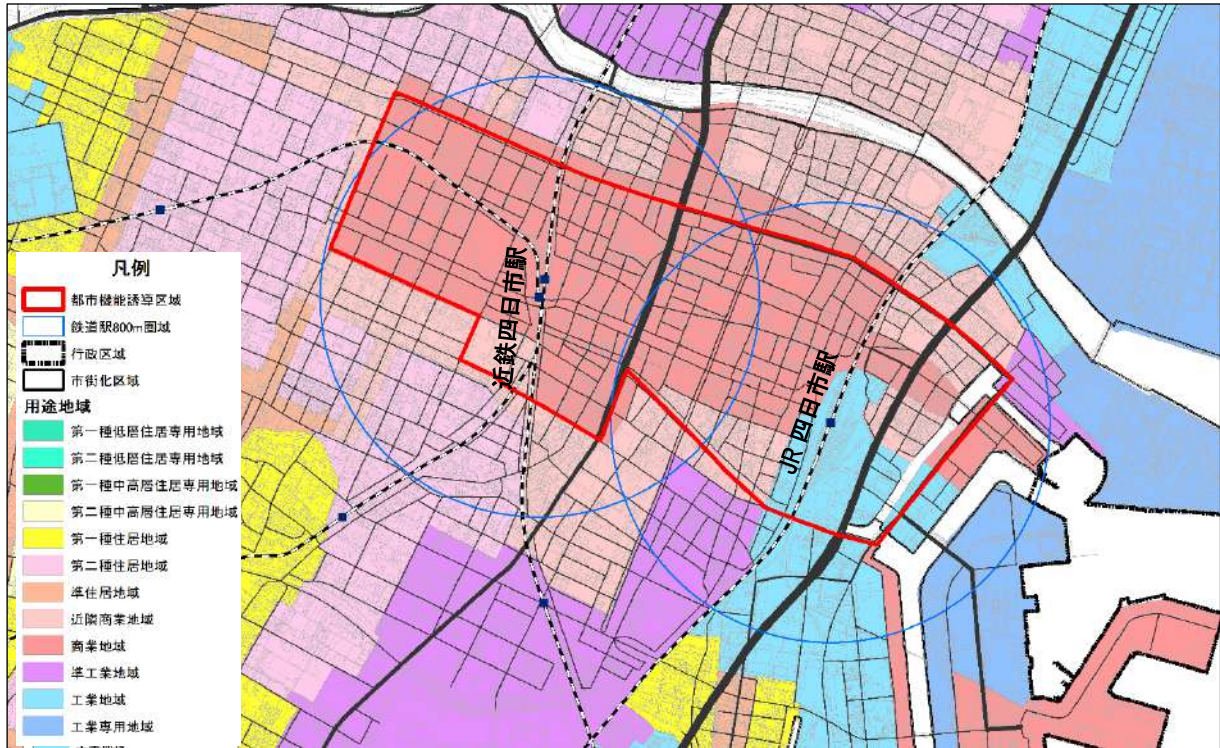 近鉄四日市駅
JR 四日市駅
凡例
都市機能誘導区域
鉄道駅800m圏域
行政区域
市街化区域
用途地域
第一種低層住居専用地域
第二種低層住居専用地域
第一種中高層住居専用地域
第二種中高層住居専用地域
第一種住居地域
第二種住居地域
準住居地域
近隣商業地域
商業地域
準工業地域
工業地域
工業専用地域